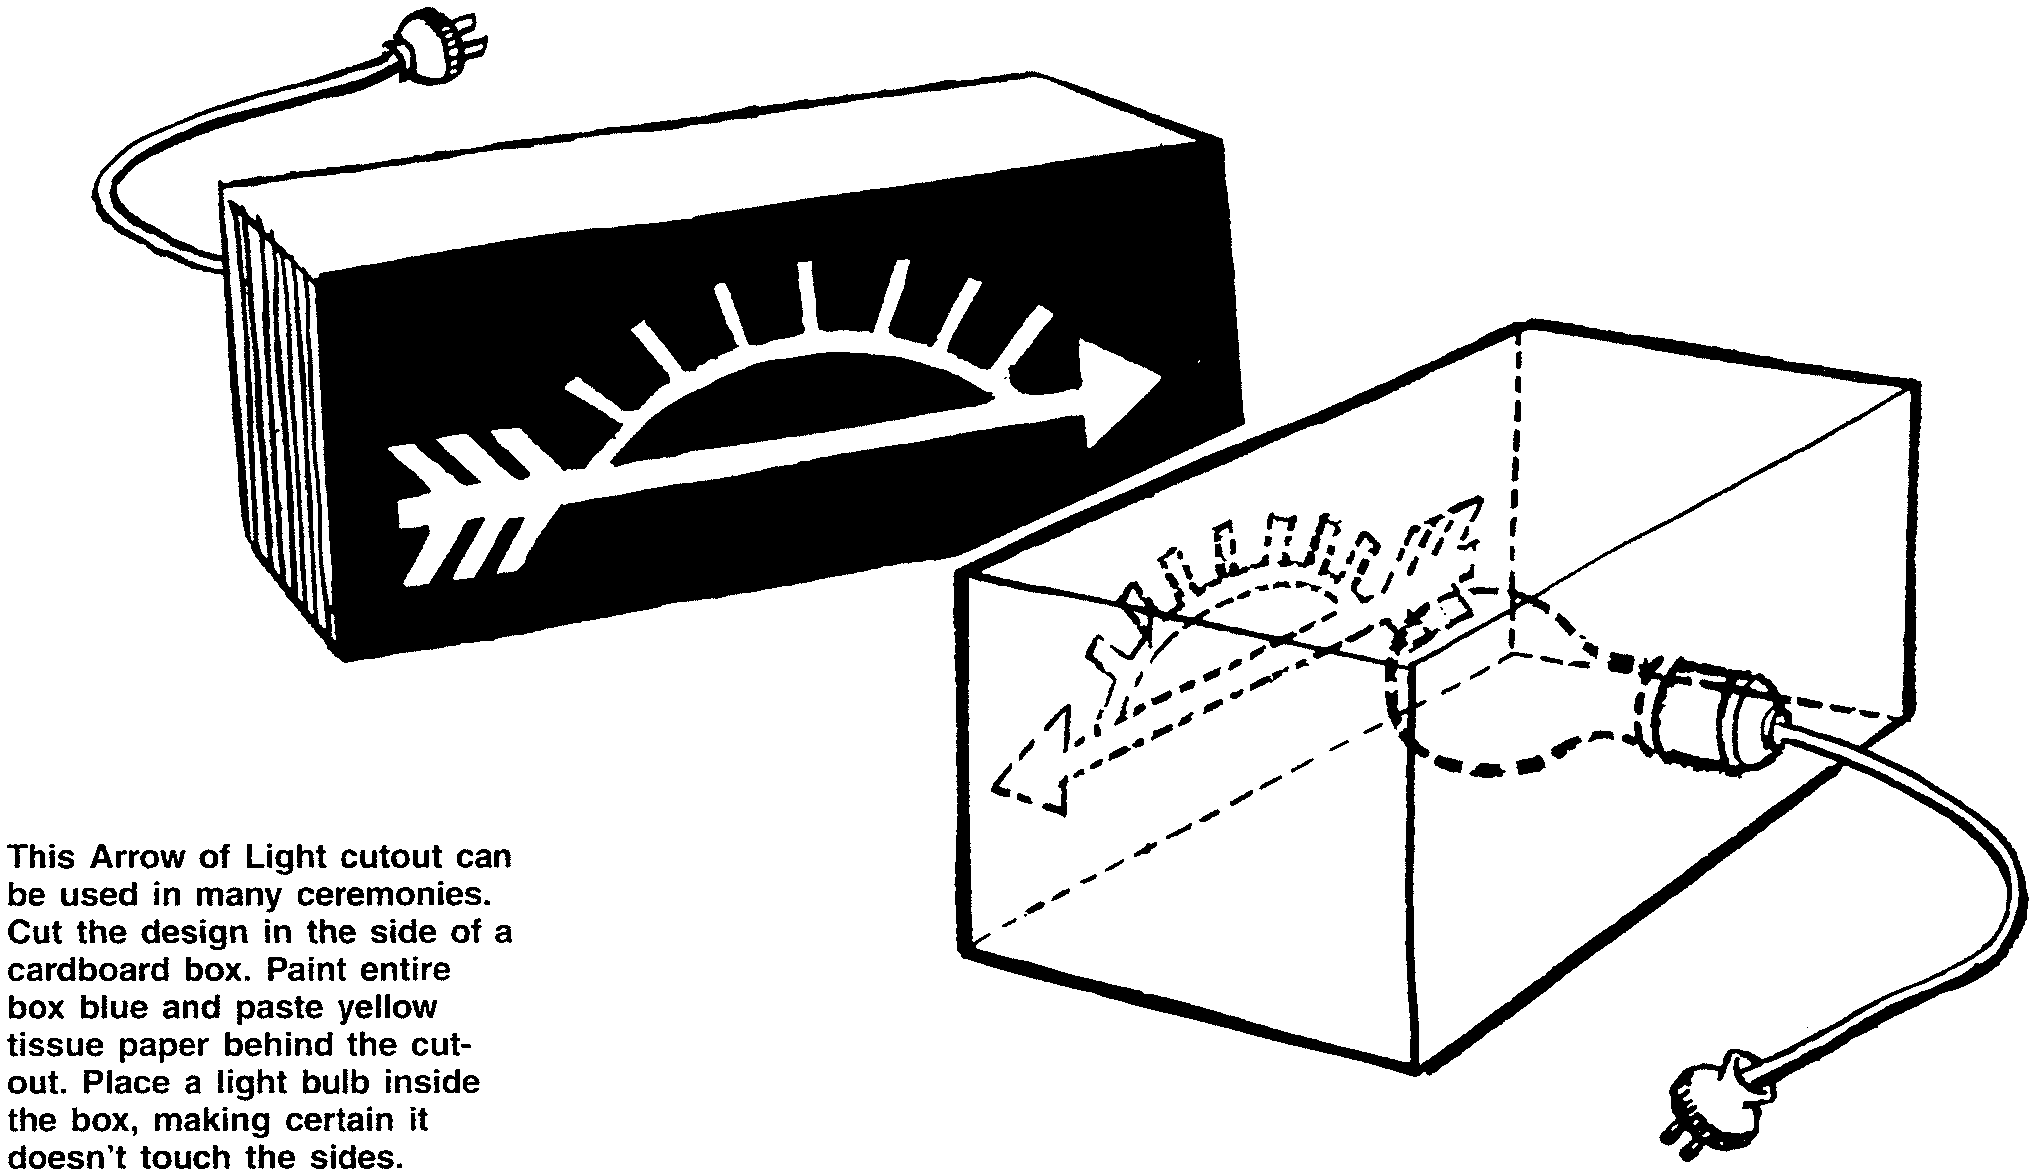 This Arrow of Light cutout can
be used in many ceremonies.
Cut the design in the side of a
cardboard box. Paint entire
box blue and paste yellow
tissue paper behind the cut-
out. Place a light bulb inside
the box, making certain it
doesn't touch the sides.